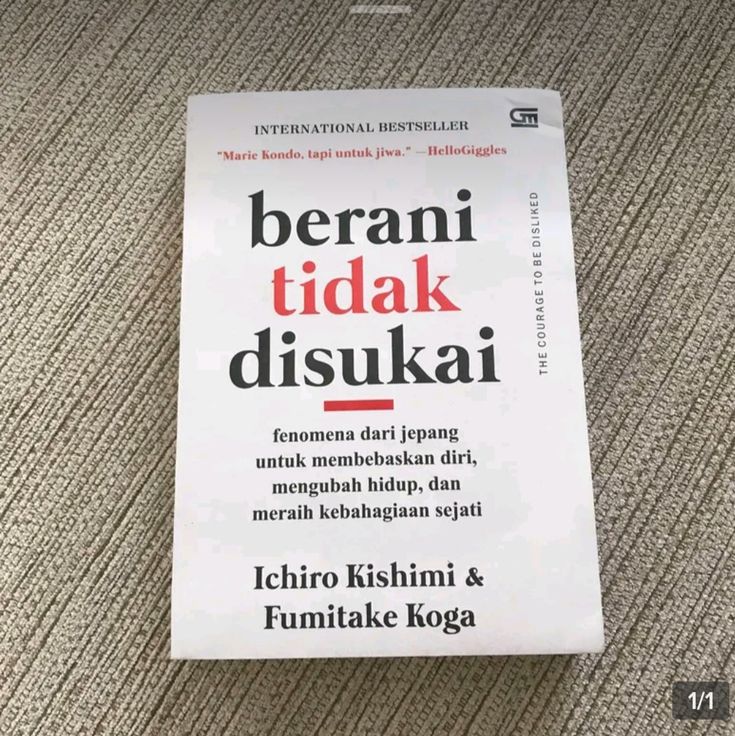 INTERNATIONAL BESTSELLER
GM
"Marie Kondo, tapi untuk jiwa." —HelloGiggles
berani
tidak
disukai
THE COURAGE TO BE DISLIKED
fenomena dari jepang
untuk membebaskan diri,
mengubah hidup, dan
meraih kebahagiaan sejati
Ichiro Kishimi &
Fumitake Koga
1/1